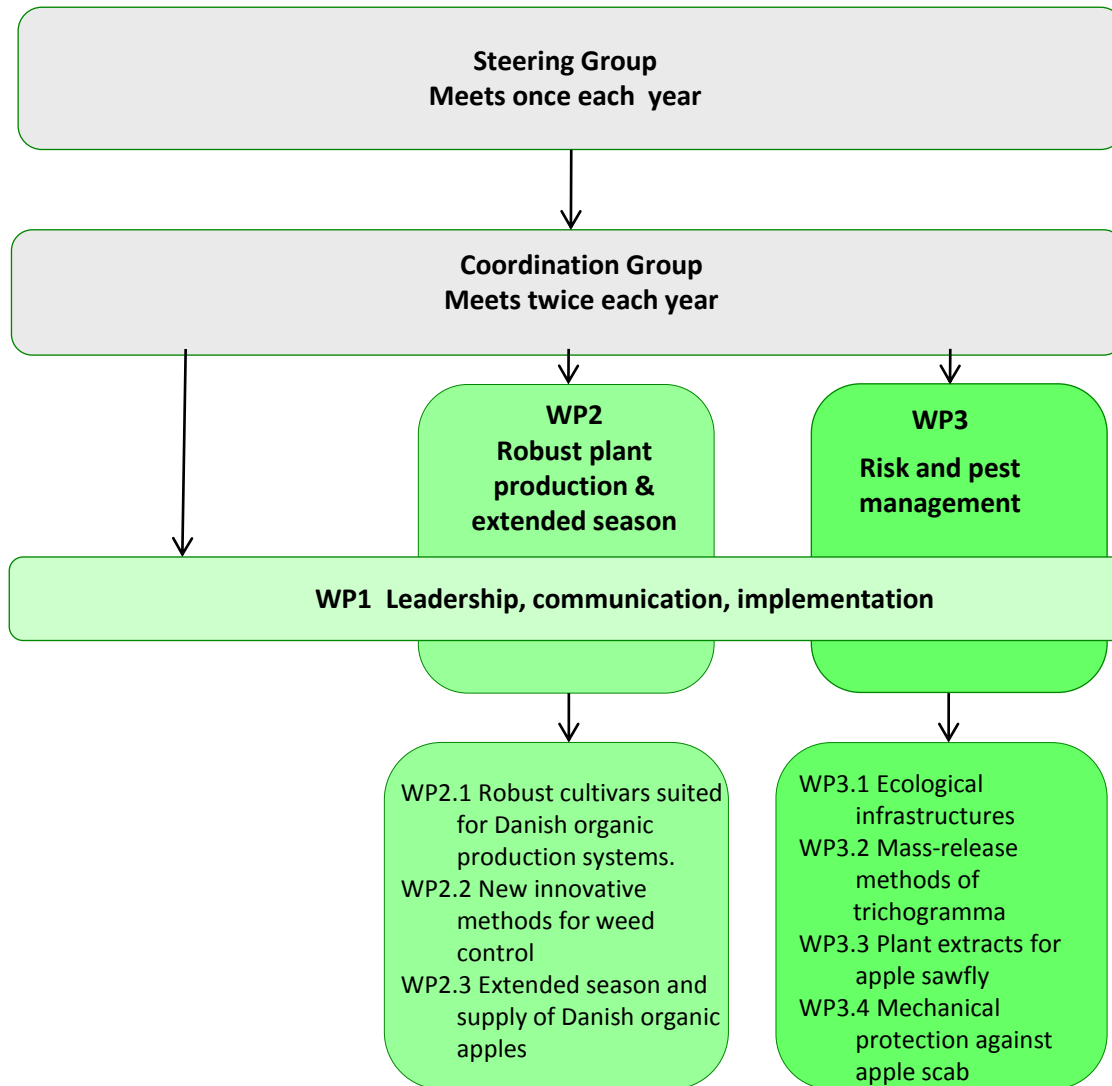 Steering Group
Meets once each  year
Coordination Group
Meets twice each year
WP2
Robust plant
production &
extended season
WP3
Risk and pest
management
WP1  Leadership, communication, implementation
WP2.1 Robust cultivars suited
for Danish organic
production systems.
WP2.2 New innovative
methods for weed
control
WP2.3 Extended season and
supply of Danish organic
apples
WP3.1 Ecological
infrastructures
WP3.2 Mass-release
methods of
trichogramma
WP3.3 Plant extracts for
apple sawfly
WP3.4 Mechanical
protection against
apple scab